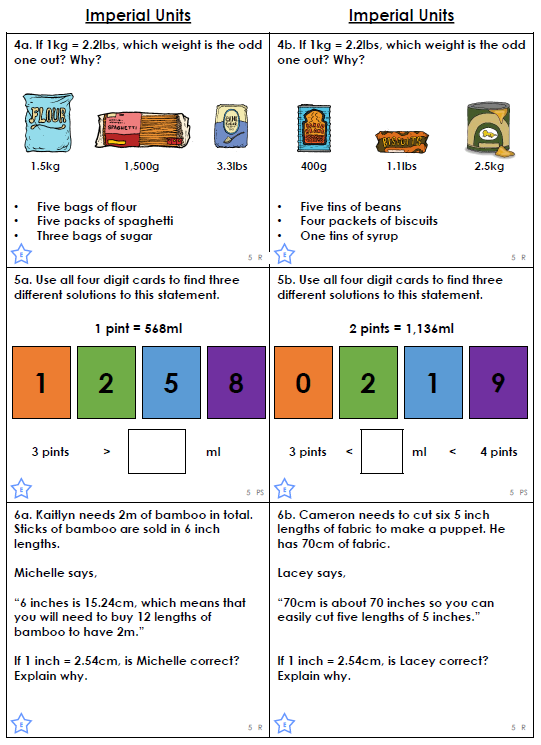 Imperial Units
Imperial Units
4a. If 1kg = 2.2lbs, which weight is the odd
one out? Why?
FLOUR
SPAGHETTI
1.5kg
1,500g
3.3lbs
• Five bags of flour
• Five packs of spaghetti
• Three bags of sugar
E
5 R
4b. If 1kg = 2.2lbs, which weight is the odd
one out? Why?
BISCUITS
400g
1.1lbs
2.5kg
• Five tins of beans
• Four packets of biscuits
• One tins of syrup
E
5 R
5a. Use all four digit cards to find three
different solutions to this statement.
1 pint = 568ml
1 2 5 8
3 pints > ml
E
5 PS
5b. Use all four digit cards to find three
different solutions to this statement.
2 pints = 1,136ml
0 2 1 9
3 pints < ml < 4 pints
E
5 PS
6a. Kaitlyn needs 2m of bamboo in total.
Sticks of bamboo are sold in 6 inch
lengths.
Michelle says,
“6 inches is 15.24cm, which means that
you will need to buy 12 lengths of
bamboo to have 2m.”
If 1 inch = 2.54cm, is Michelle correct?
Explain why.
E
5 R
6b. Cameron needs to cut six 5 inch
lengths of fabric to make a puppet. He
has 70cm of fabric.
Lacey says,
“70cm is about 70 inches so you can
easily cut five lengths of 5 inches.”
If 1 inch = 2.54cm, is Lacey correct?
Explain why.
E
5 R